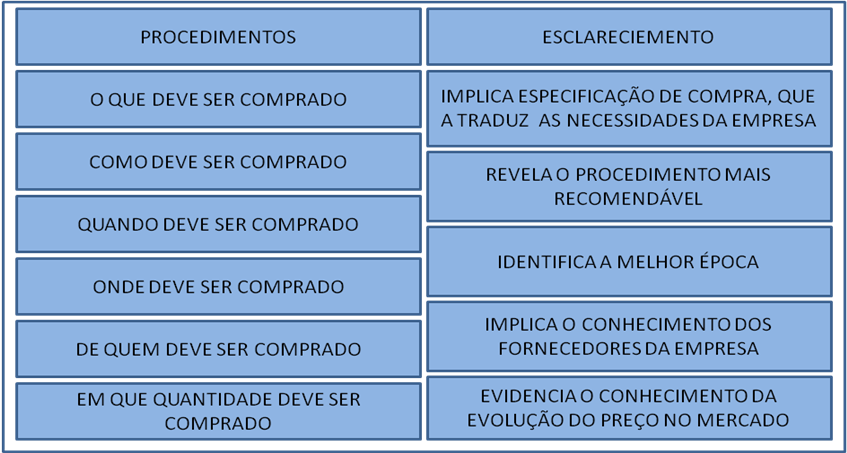 PROCEDIMENTOS
O QUE DEVE SER COMPRADO
COMO DEVE SER COMPRADO
QUANDO DEVE SER COMPRADO
ONDE DEVE SER COMPRADO
DE QUEM DEVE SER COMPRADO
EM QUE QUANTIDADE DEVE SER
COMPRADO
ESCLARECIEMENTO
IMPLICA ESPECIFICAÇÃO DE COMPRA, QUE
A TRADUZ AS NECESSIDADES DA EMPRESA
REVELA O PROCEDIMENTO MAIS
RECOMENDÁVEL
IDENTIFICA A MELHOR ÉPOCA
IMPLICA O CONHECIMENTO DOS
FORNECEDORES DA EMPRESA
EVIDENCIA O CONHECIMENTO DA
EVOLUÇÃO DO PREÇO NO MERCADO